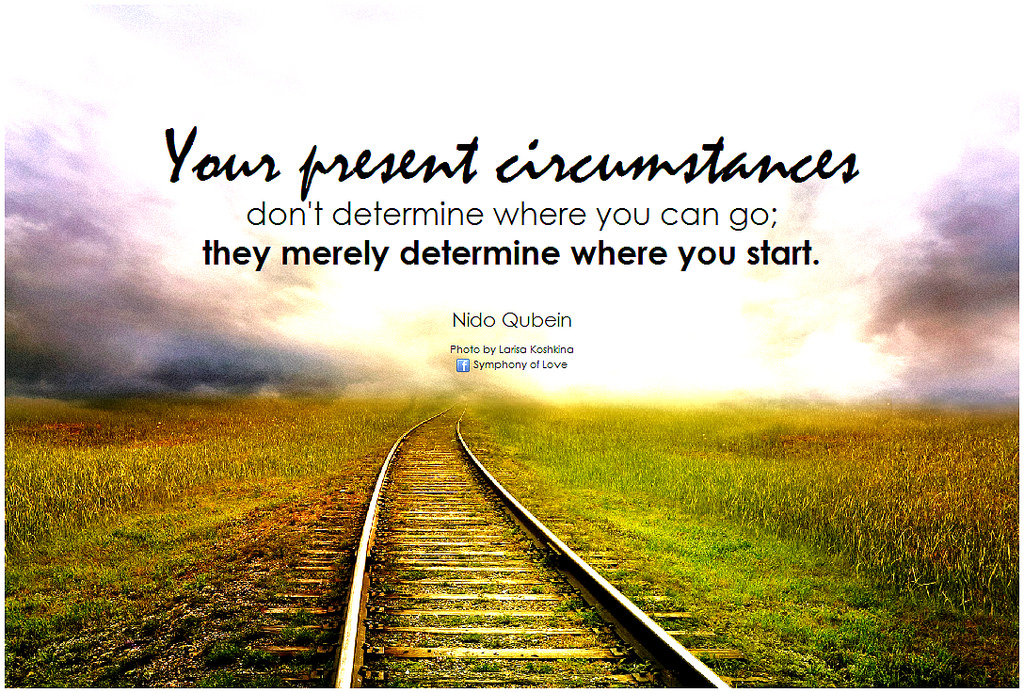 Your present circumstances
don't determine where you can go;
they merely determine where you start.
Nido Qubein
Photo by Larisa Koshkina
f Symphony of Love